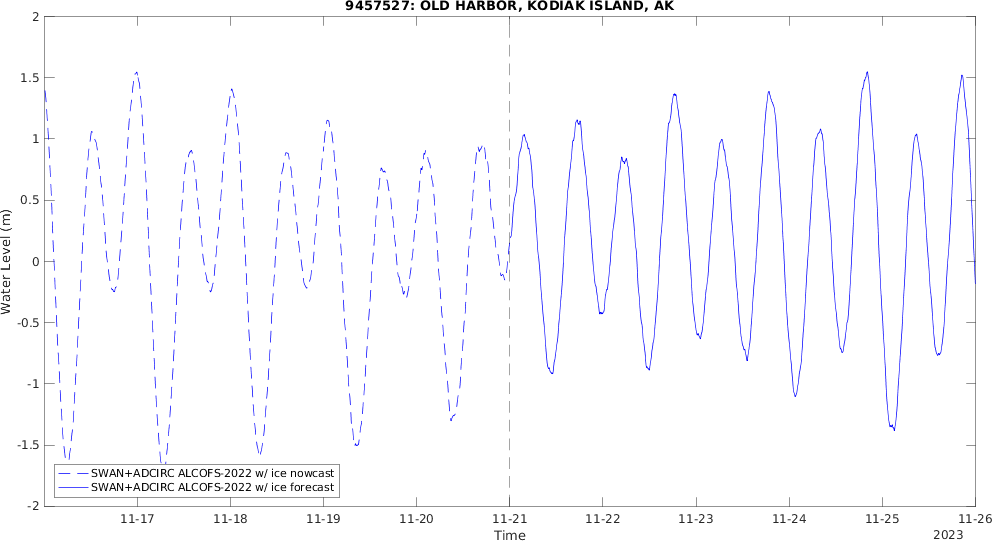 9457527: OLD HARBOR, KODIAK ISLAND, AK
2
1.5
1
0.5
0
-0.5
-1
-1.5
-2
Water Level (m)
SWAN+ADCIRC ALCOFS-2022 w/ ice nowcast
SWAN+ADCIRC ALCOFS-2022 w/ ice forecast
11-17 11-18 11-19 11-20 11-21 11-22 11-23 11-24 11-25 11-26
Time
2023